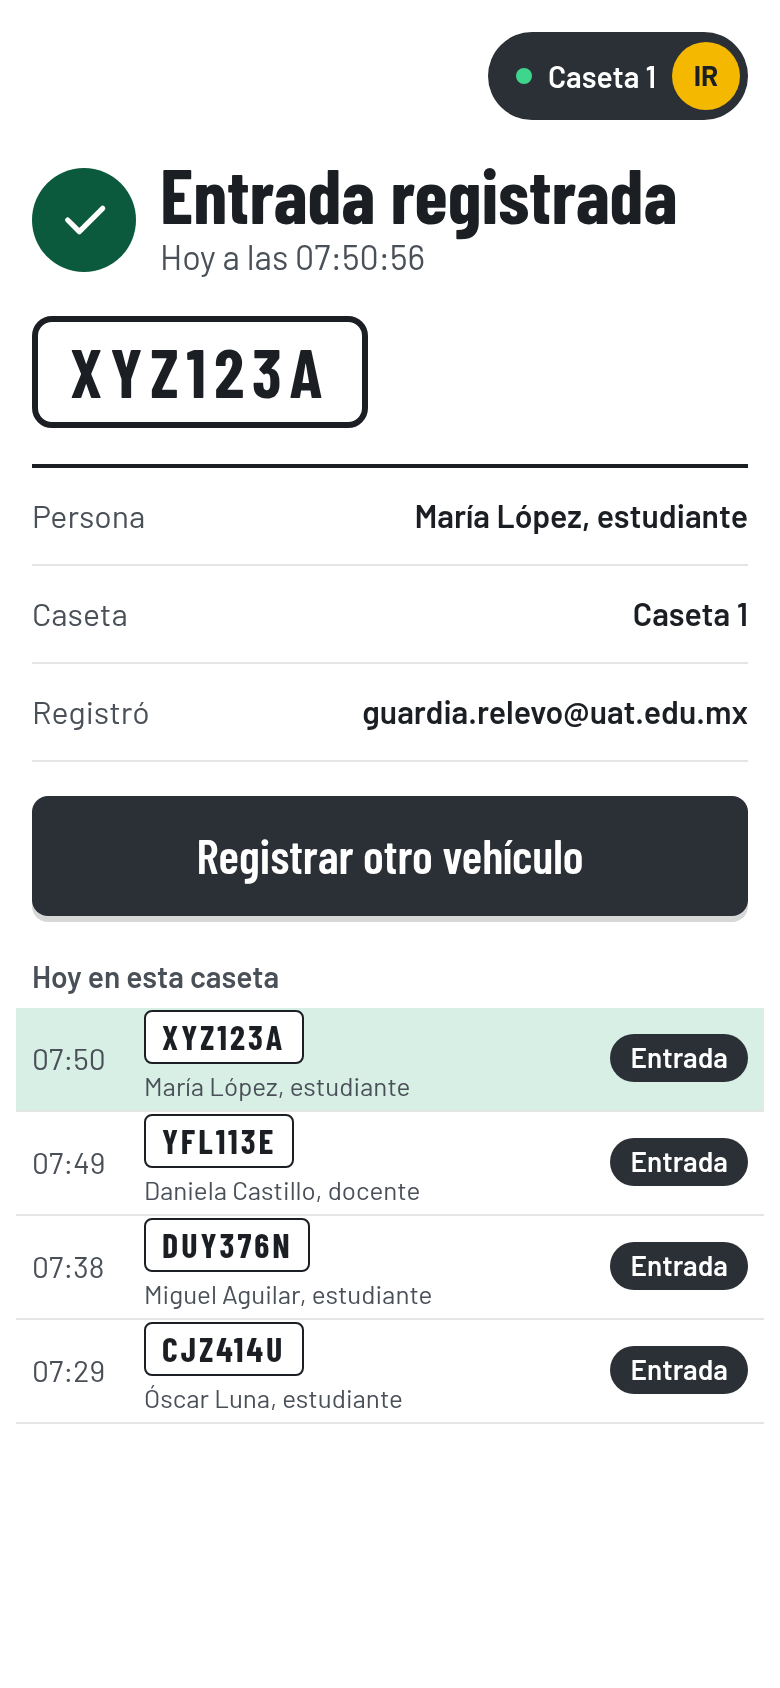 Caseta 1 IR
Entrada registrada
Hoy a las 07:50:56
XYZ123A
Persona María López, estudiante
Caseta Caseta 1
Registró guardia.relevo@uat.edu.mx
Registrar otro vehículo
Hoy en esta caseta
07:50 XYZ123A Entrada
María López, estudiante
07:49 YFL113E Entrada
Daniela Castillo, docente
07:38 DUY376N Entrada
Miguel Aguilar, estudiante
07:29 CJZ414U Entrada
Óscar Luna, estudiante